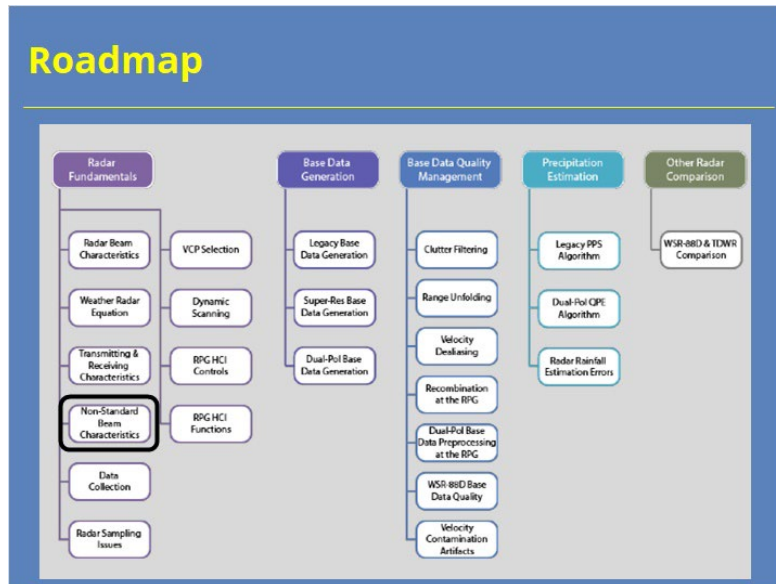 Roadmap
Radar
Fundamentals
Radar Beam
Characteristics
Weather Radar
Equation
Transmitting &
Receiving
Characteristics
Non-Standard
Beam
Characteristics
Data
Collection
Radar Sampling
Issues
VCP Selection
Dynamic
Scanning
RPG HCI
Controls
RPG HCI
Functions
Base Data
Generation
Legacy Base
Data Generation
Super-Res Base
Data Generation
Dual-Pol Base
Data Generation
Base Data Quality
Management
Clutter Filtering
Range Unfolding
Velocity
Dealiasing
Recombination
at the RPG
Dual-Pol Base
Data Preprocessing
at the RPG
WSR-88D Base
Data Quality
Velocity
Contamination
Artifacts
Precipitation
Estimation
Legacy PPS
Algorithm
Dual-Pol QPE
Algorithm
Radar Rainfall
Estimation Errors
Other Radar
Comparison
WSR-88D & TDWR
Comparison